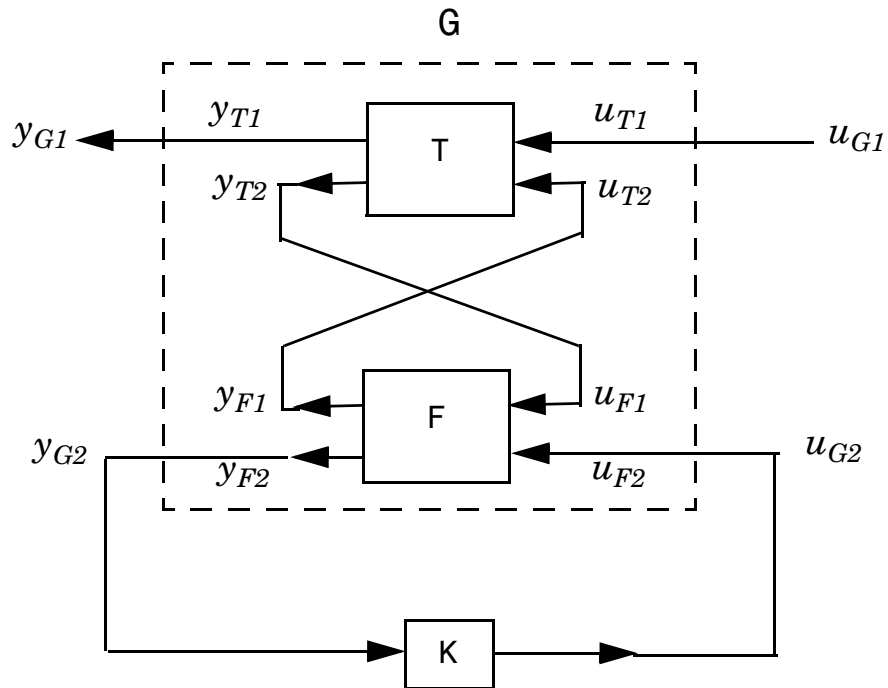 G
y_{T1} u_{T1}
y_{G1} T u_{G1}
y_{T2} u_{T2}
y_{F1} u_{F1}
F
y_{G2} u_{G2}
y_{F2} u_{F2}
K